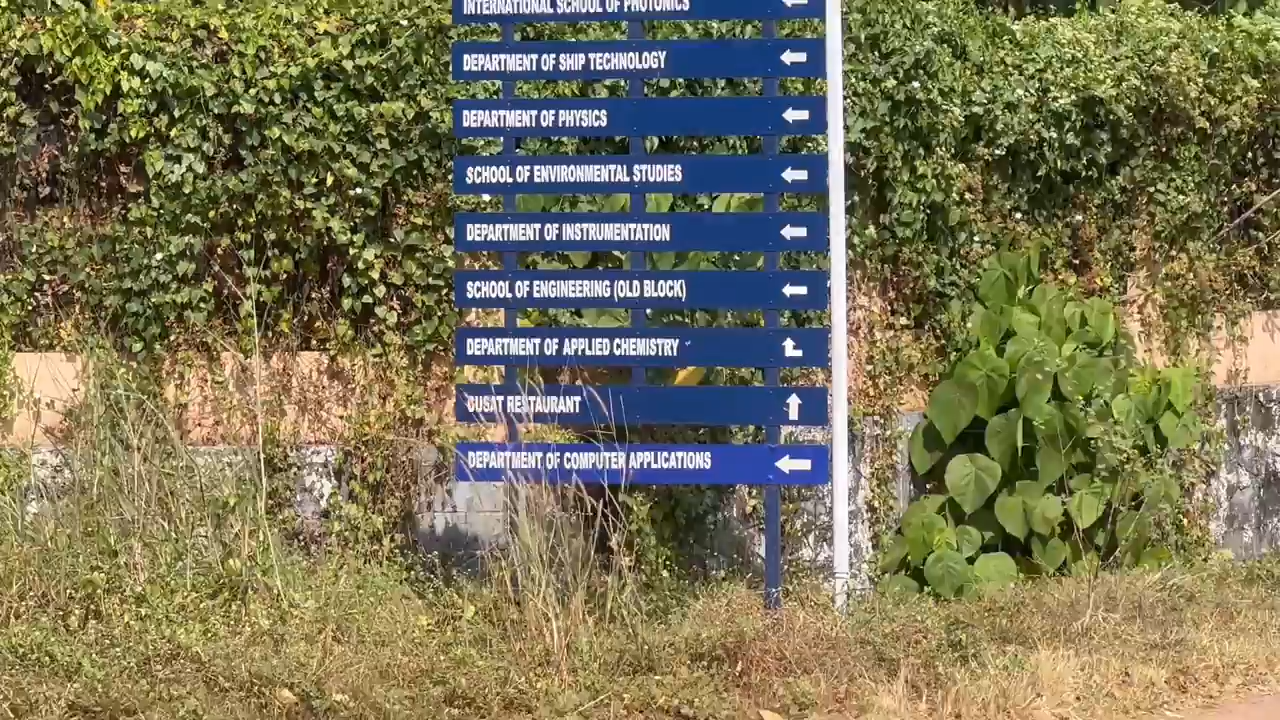 INTERNATIONAL SCHOOL OF PHOTONICS
DEPARTMENT OF SHIP TECHNOLOGY
DEPARTMENT OF PHYSICS
SCHOOL OF ENVIRONMENTAL STUDIES
DEPARTMENT OF INSTRUMENTATION
SCHOOL OF ENGINEERING (OLD BLOCK)
DEPARTMENT OF APPLIED CHEMISTRY
CUSAT RESTAURANT
DEPARTMENT OF COMPUTER APPLICATIONS